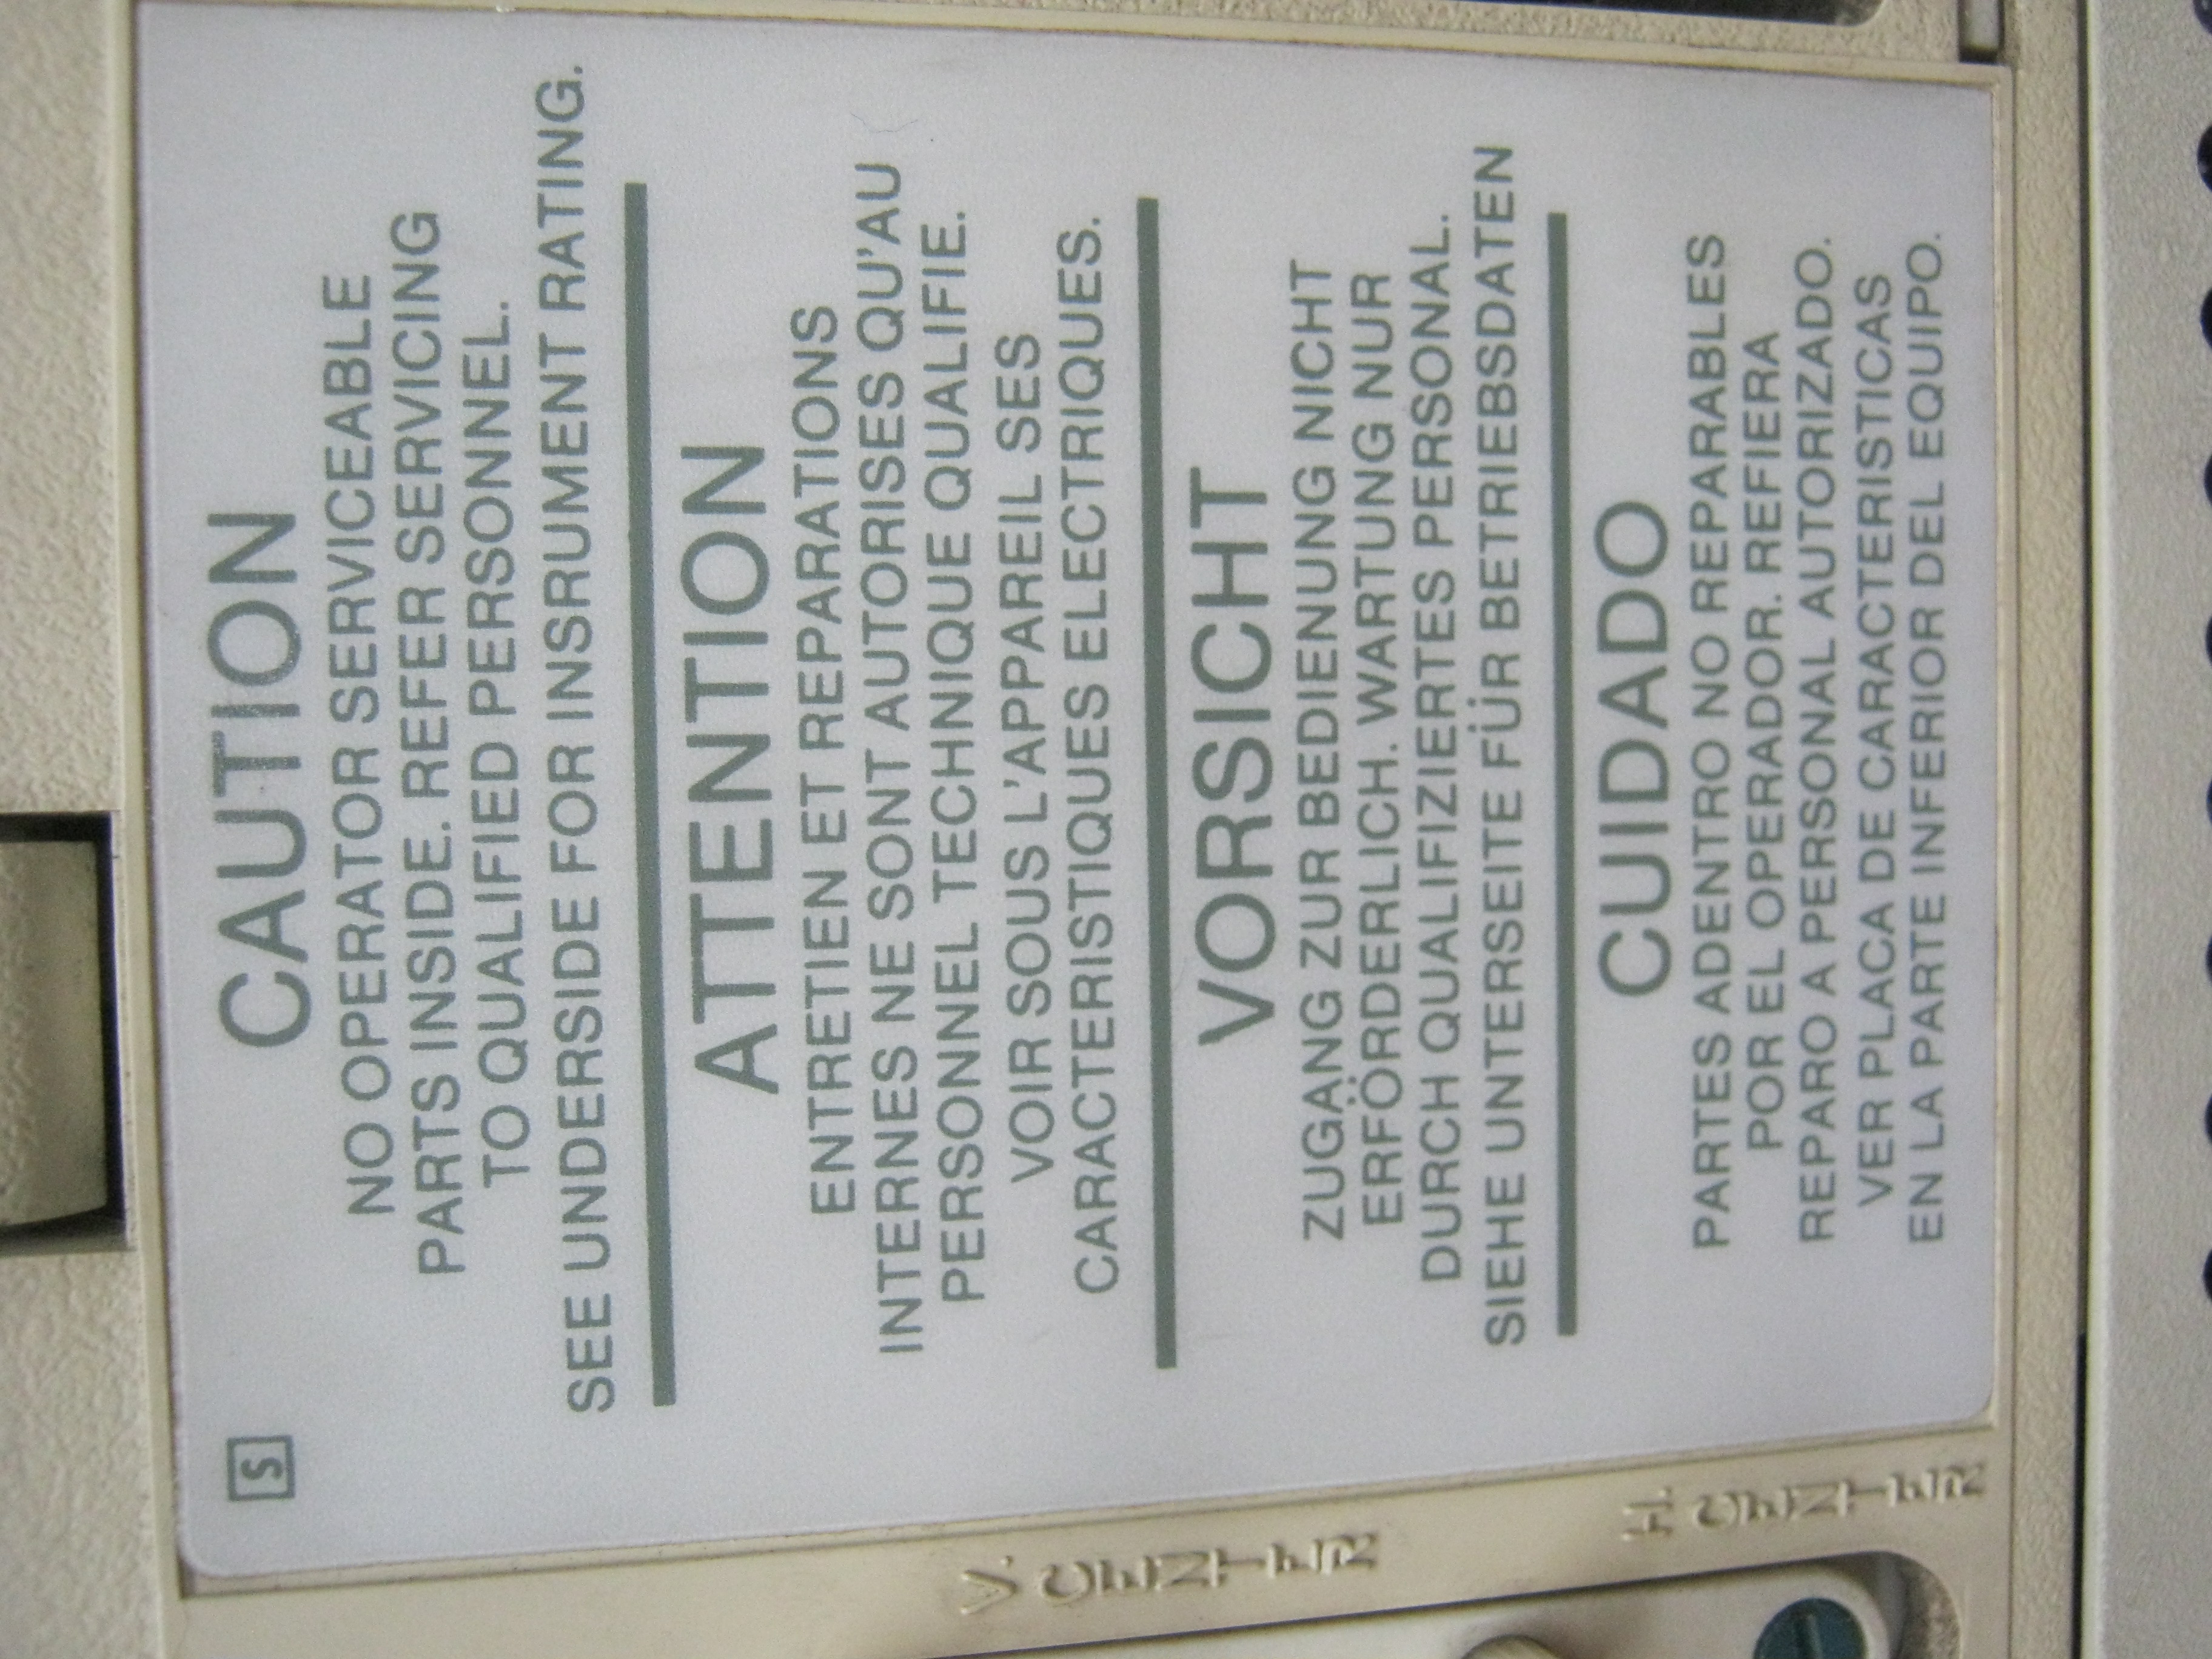 S
CAUTION
NO OPERATOR SERVICEABLE
PARTS INSIDE. REFER SERVICING
TO QUALIFIED PERSONNEL.
SEE UNDERSIDE FOR INSRUMENT RATING.
ATTENTION
ENTRETIEN ET REPARATIONS
INTERNES NE SONT AUTORISES QU'AU
PERSONNEL TECHNIQUE QUALIFIE.
VOIR SOUS L'APPAREIL SES
CARACTERISTIQUES ELECTRIQUES.
VORSICHT
ZUGANG ZUR BEDIENUNG NICHT
ERFÖRDERLICH. WARTUNG NUR
DURCH QUALIFIZIERTES PERSONAL.
SIEHE UNTERSEITE FÜR BETRIEBSDATEN
CUIDADO
PARTES ADENTRO NO REPARABLES
POR EL OPERADOR. REFIERA
REPARO A PERSONAL AUTORIZADO.
VER PLACA DE CARACTERISTICAS
EN LA PARTE INFERIOR DEL EQUIPO.
V. CENTER
H. CENTER